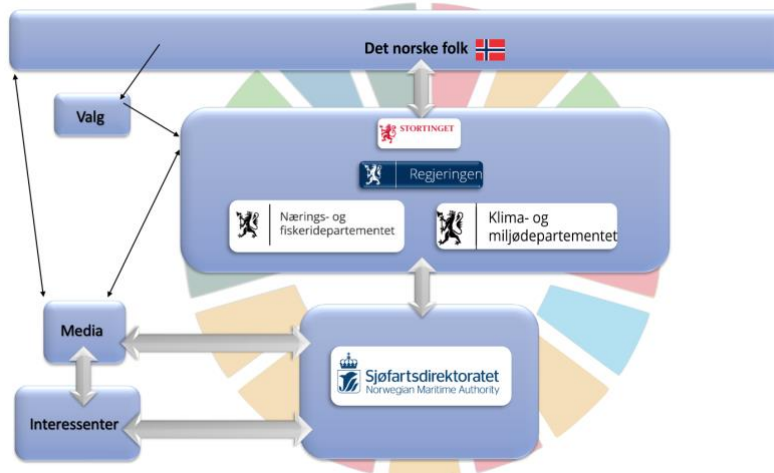 Det norske folk
Valg
STORTINGET
Regjeringen
Nærings- og
fiskeridepartementet
Klima- og
miljødepartementet
Media
Sjøfartsdirektoratet
Norwegian Maritime Authority
Interessenter